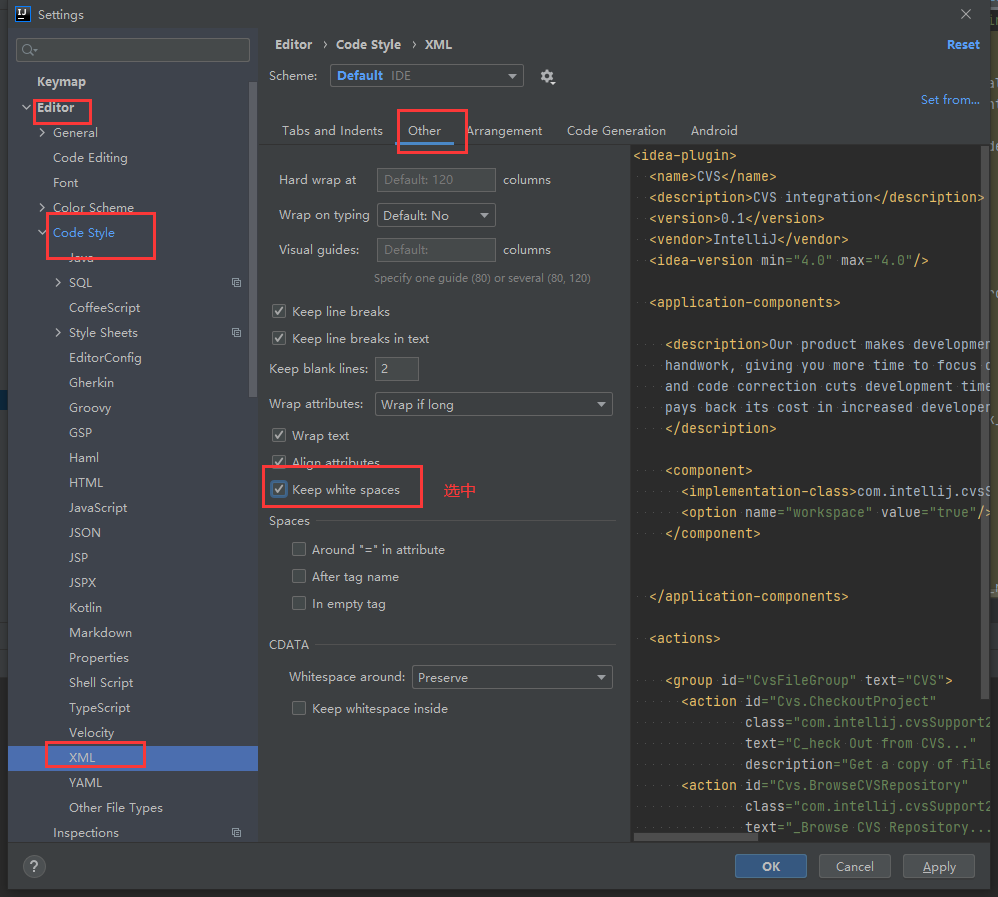 Settings
Keymap
Editor
General
Code Editing
Font
Color Scheme
Code Style
Java
SQL
CoffeeScript
Style Sheets
EditorConfig
Gherkin
Groovy
GSP
Haml
HTML
JavaScript
JSON
JSP
JSPX
Kotlin
Markdown
Properties
Shell Script
TypeScript
Velocity
XML
YAML
Other File Types
Inspections
?
Editor › Code Style › XML
Reset
Scheme: Default IDE
Set from...
Tabs and Indents Other Arrangement Code Generation Android
Hard wrap at Default: 120 columns
Wrap on typing Default: No
Visual guides: Default: columns
Specify one guide (80) or several (80, 120)
Keep line breaks
Keep line breaks in text
Keep blank lines: 2
Wrap attributes: Wrap if long
Wrap text
Align attributes
Keep white spaces 选中
Spaces
Around "=" in attribute
After tag name
In empty tag
CDATA
Whitespace around: Preserve
Keep whitespace inside
<idea-plugin>
<name>CVS</name>
<description>CVS integration</description>
<version>0.1</version>
<vendor>IntelliJ</vendor>
<idea-version min="4.0" max="4.0"/>
<application-components>
<description>Our product makes developmen
handwork, giving you more time to focus
and code correction cuts development time
pays back its cost in increased developer
</description>
<component>
<implementation-class>com.intellij.cvsS
<option name="workspace" value="true"/>
</component>
</application-components>
<actions>
<group id="CvsFileGroup" text="CVS">
<action id="Cvs.CheckoutProject"
class="com.intellij.cvsSupport2
text="C_heck Out from CVS..."
description="Get a copy of file
<action id="Cvs.BrowseCVSRepository"
class="com.intellij.cvsSupport2
text="_Browse CVS Repository...
OK Cancel Apply